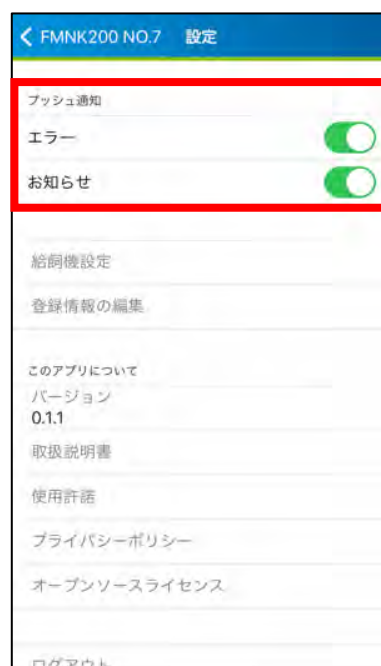 FMNK200 NO.7 設定
プッシュ通知
エラー
お知らせ
給餌機設定
登録情報の編集
このアプリについて
バージョン
0.1.1
取扱説明書
使用許諾
プライバシーポリシー
オープンソースライセンス
ログアウト